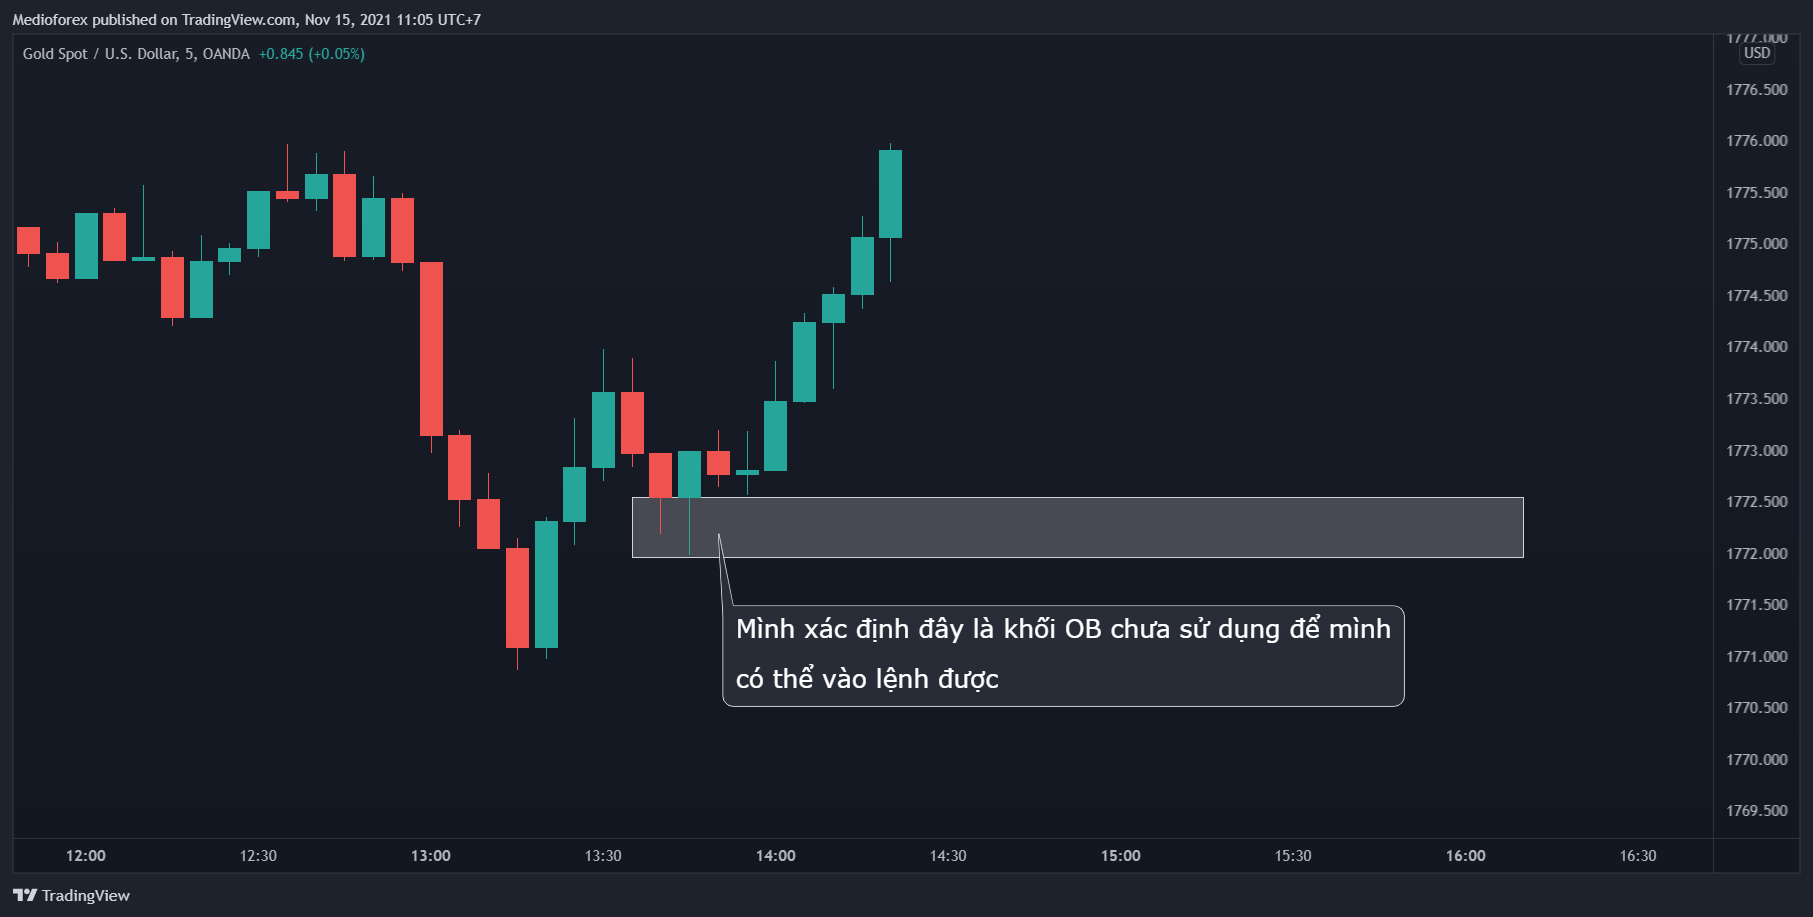 Medioforex published on TradingView.com, Nov 15, 2021 11:05 UTC+7
Gold Spot / U.S. Dollar, 5, OANDA +0.845 (+0.05%)
1777.000
USD
1776.500
1776.000
1775.500
1775.000
1774.500
1774.000
1773.500
1773.000
1772.500
1772.000
1771.500
1771.000
1770.500
1770.000
1769.500
Mình xác định đây là khối OB chưa sử dụng để mình
có thể vào lệnh được
12:00 12:30 13:00 13:30 14:00 14:30 15:00 15:30 16:00 16:30
TradingView